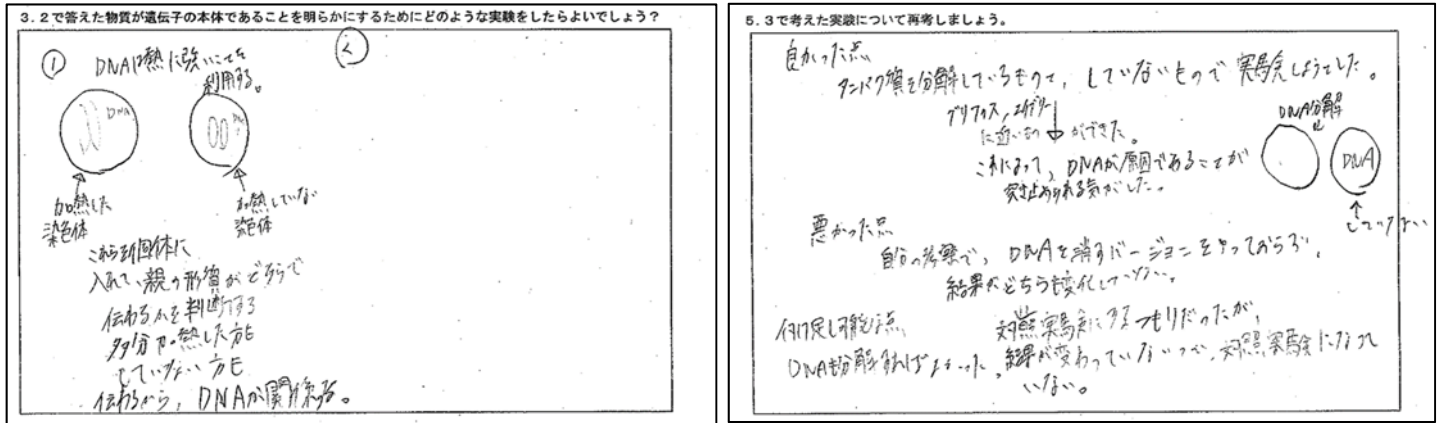 3. 2で答えた物質が遺伝子の本体であることを明らかにするためにどのような実験をしたらよいでしょう?
①
DNAは熱に強いことを
利用する。
DNA
加熱した
染色体
加熱していない
染色体
これらを個体に
入れて、親の形質がどちらで
伝わるかを判断する
多分加熱した方も
していない方も
伝わるから、DNAが関係する。
5. 3で考えた実験について再考しましょう。
良かった点
タンパク質を分解しているものと、していないもので実験しようとした。
グリフィス、エイブリー
に近いものができた。
これによって、DNAが原因であることが
突き止められる気がした。
DNA分解
DNA
していない
悪かった点
自分の考察で、DNAを消すバージョンをやっておらず、
結果がどちらも変化していない。
付け足し可能な点
対照実験にするつもりだったが、
DNAも分解すればよかった。
結果が変わっていないので、対照実験になって
いない。